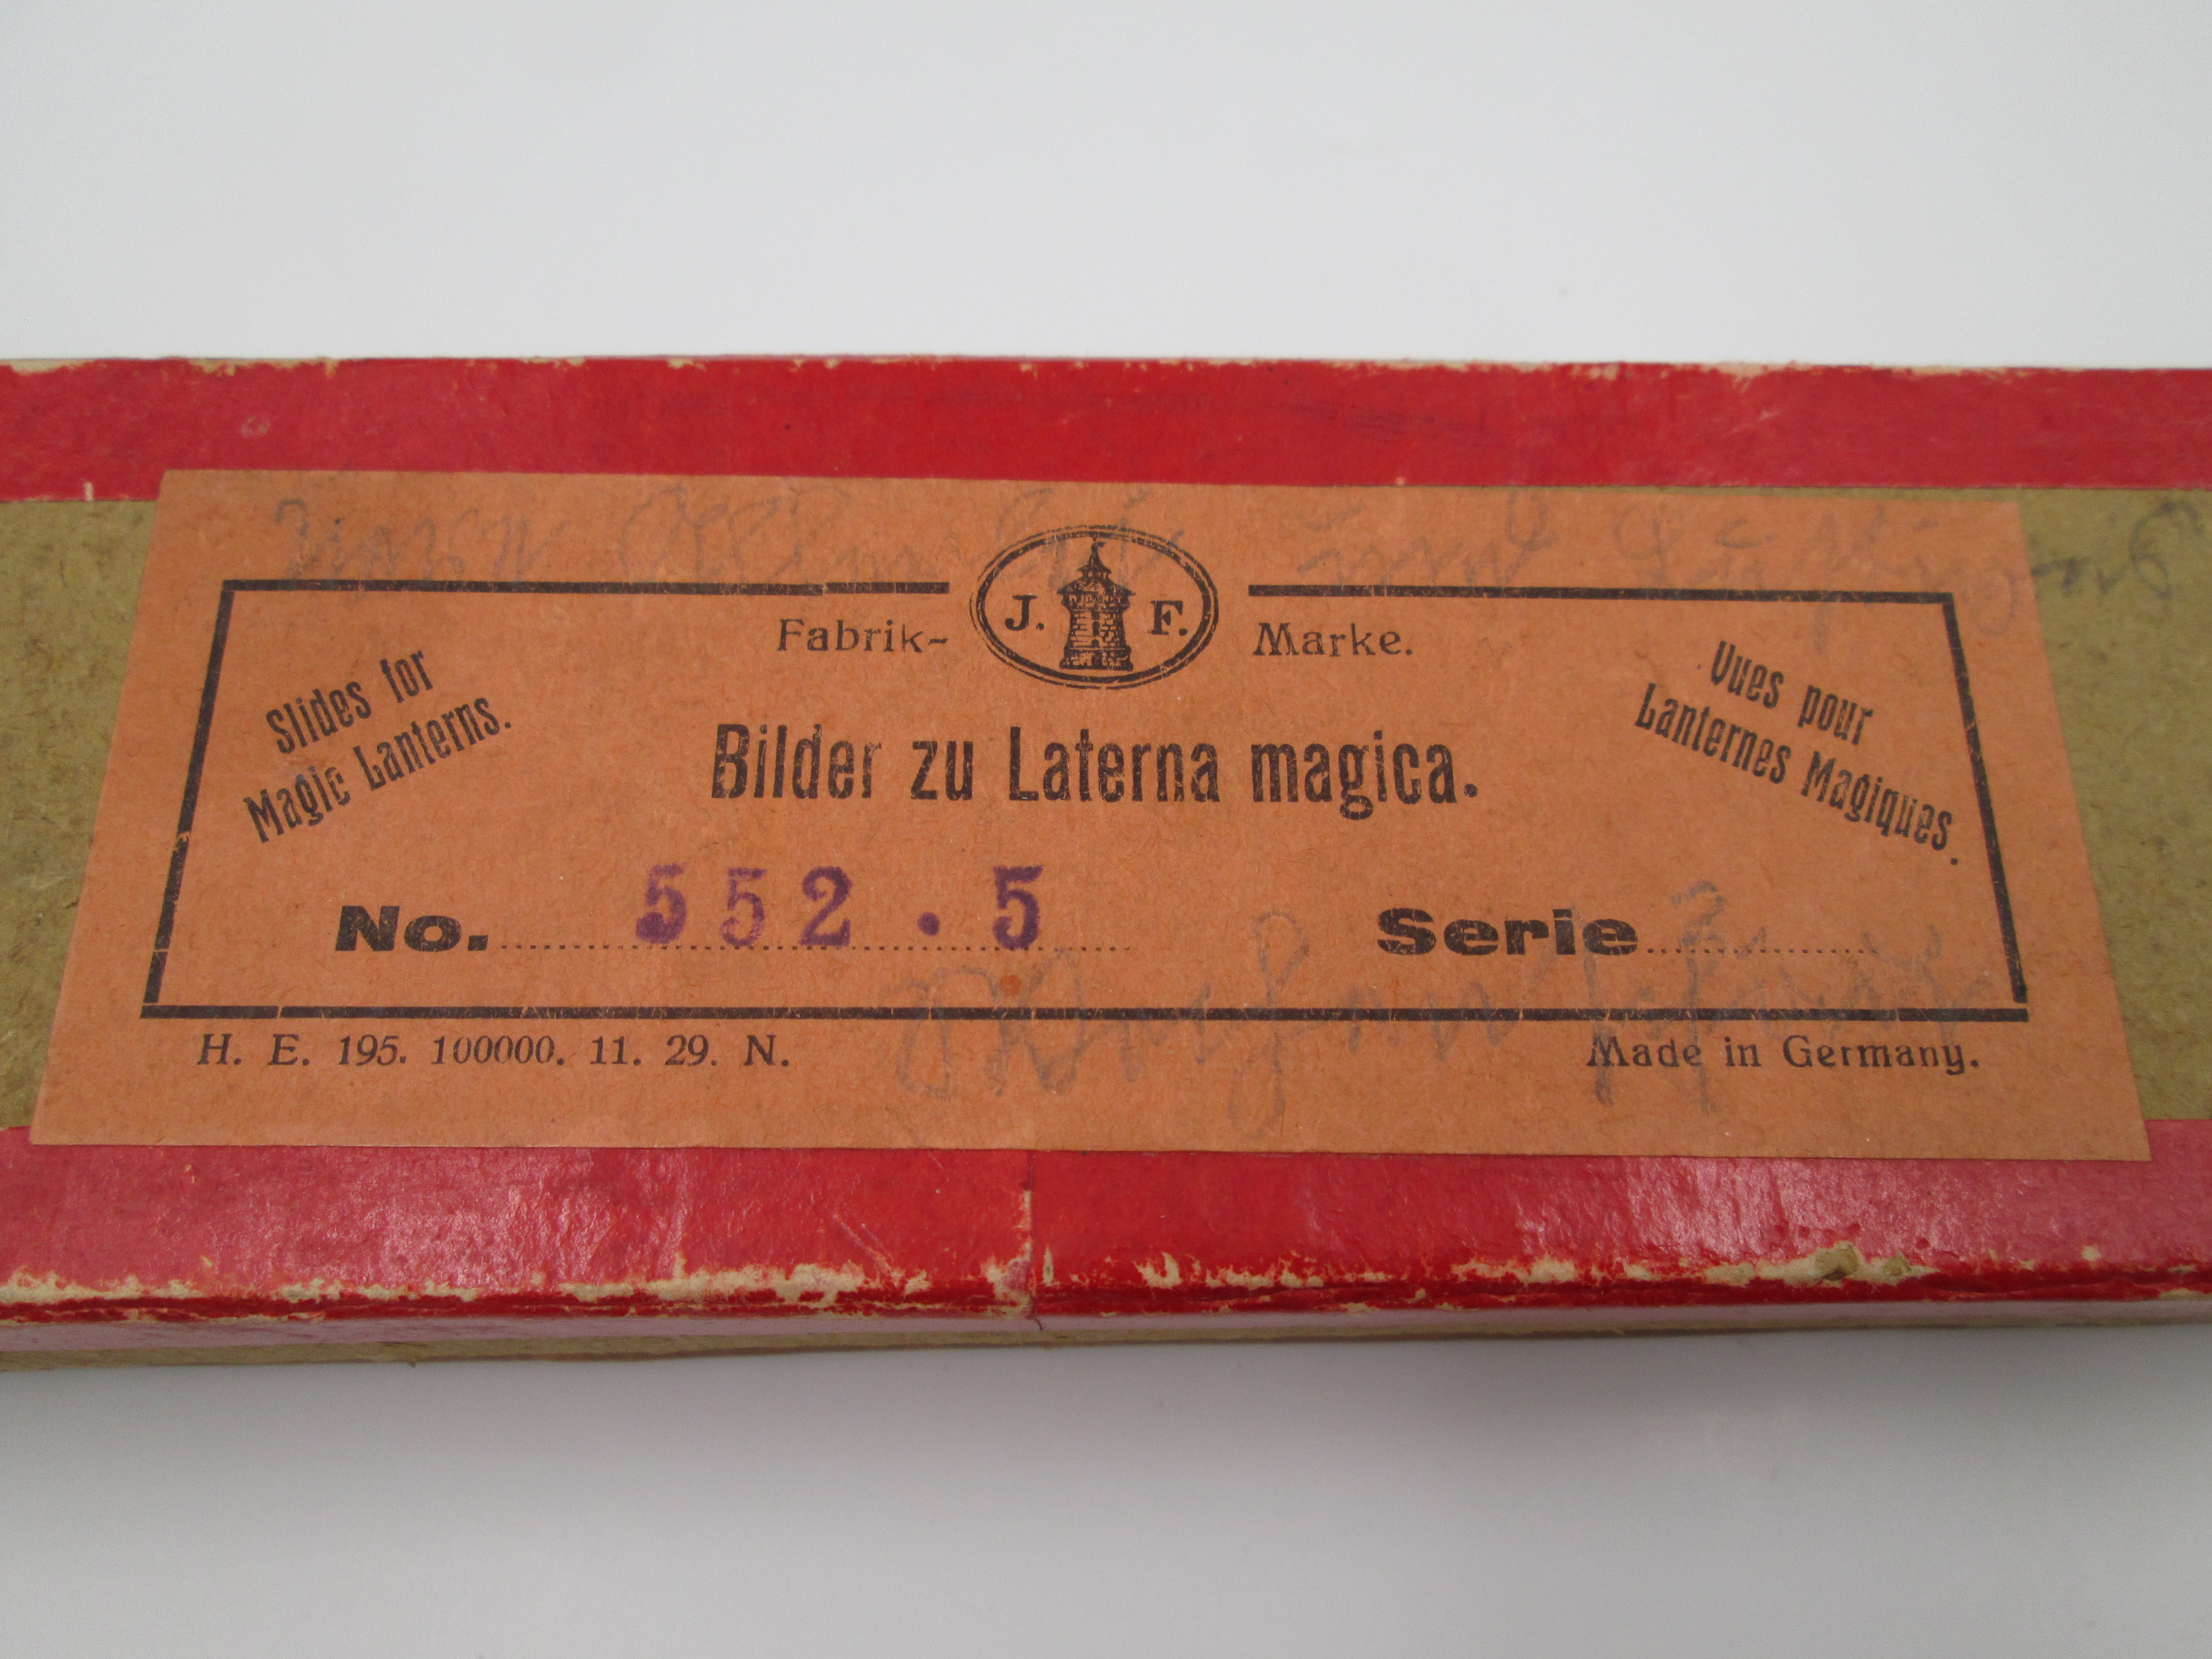 J. F.
Fabrik- Marke.
Slides for
Magic Lanterns.
Vues pour
Lanternes Magiques.
Bilder zu Laterna magica.
No. 552.5 Serie
H. E. 195. 100000. 11. 29. N.
Made in Germany.